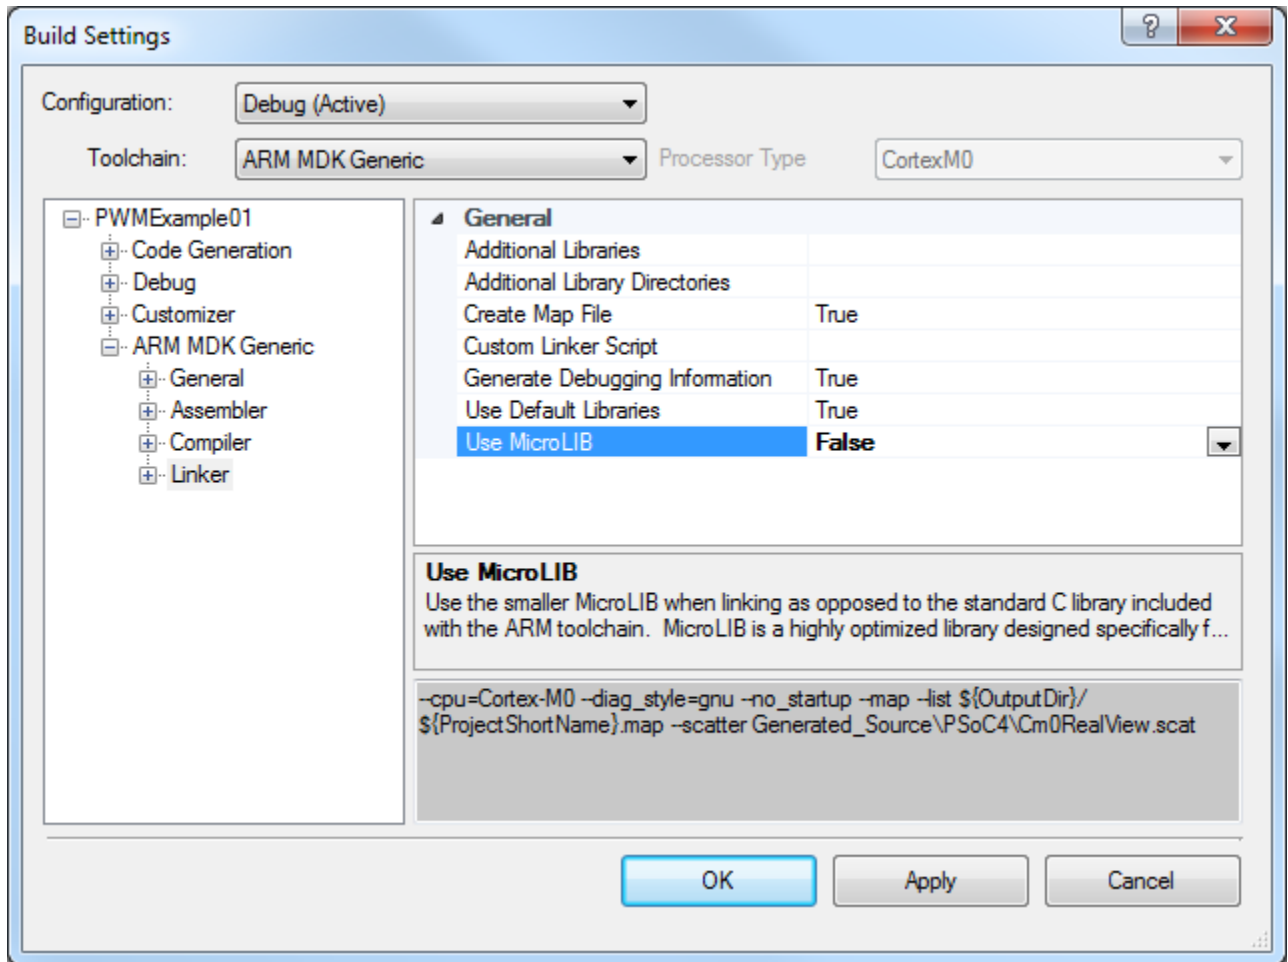 Build Settings
Configuration: Debug (Active)
Toolchain: ARM MDK Generic Processor Type CortexM0
PWMExample01
Code Generation
Debug
Customizer
ARM MDK Generic
General
Assembler
Compiler
Linker
General
Additional Libraries
Additional Library Directories
Create Map File True
Custom Linker Script
Generate Debugging Information True
Use Default Libraries True
Use MicroLIB False
Use MicroLIB
Use the smaller MicroLIB when linking as opposed to the standard C library included
with the ARM toolchain. MicroLIB is a highly optimized library designed specifically f...
--cpu=Cortex-M0 --diag_style=gnu --no_startup --map --list ${OutputDir}/
${ProjectShortName}.map --scatter Generated_Source\PSoC4\Cm0RealView.scat
OK Apply Cancel